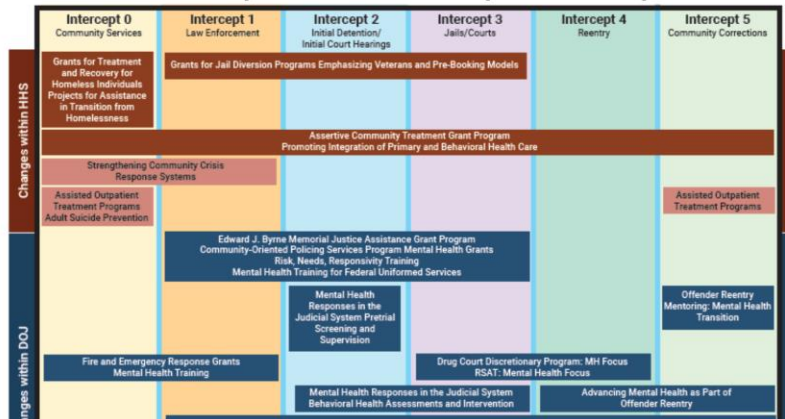 Intercept 0
Community Services
Intercept 1
Law Enforcement
Intercept 2
Initial Detention/
Initial Court Hearings
Intercept 3
Jails/Courts
Intercept 4
Reentry
Intercept 5
Community Corrections
Changes within HHS
Grants for Treatment
and Recovery for
Homeless Individuals
Projects for Assistance
in Transition from
Homelessness
Grants for Jail Diversion Programs Emphasizing Veterans and Pre-Booking Models
Assertive Community Treatment Grant Program
Promoting Integration of Primary and Behavioral Health Care
Strengthening Community Crisis
Response Systems
Assisted Outpatient
Treatment Programs
Adult Suicide Prevention
Assisted Outpatient
Treatment Programs
nges within DOJ
Edward J. Byrne Memorial Justice Assistance Grant Program
Community-Oriented Policing Services Program Mental Health Grants
Risk, Needs, Responsivity Training
Mental Health Training for Federal Uniformed Services
Mental Health
Responses in the
Judicial System Pretrial
Screening and
Supervision
Offender Reentry
Mentoring: Mental Health
Transition
Fire and Emergency Response Grants
Mental Health Training
Drug Court Discretionary Program: MH Focus
RSAT: Mental Health Focus
Mental Health Responses in the Judicial System
Behavioral Health Assessments and Intervention
Advancing Mental Health as Part of
Offender Reentry